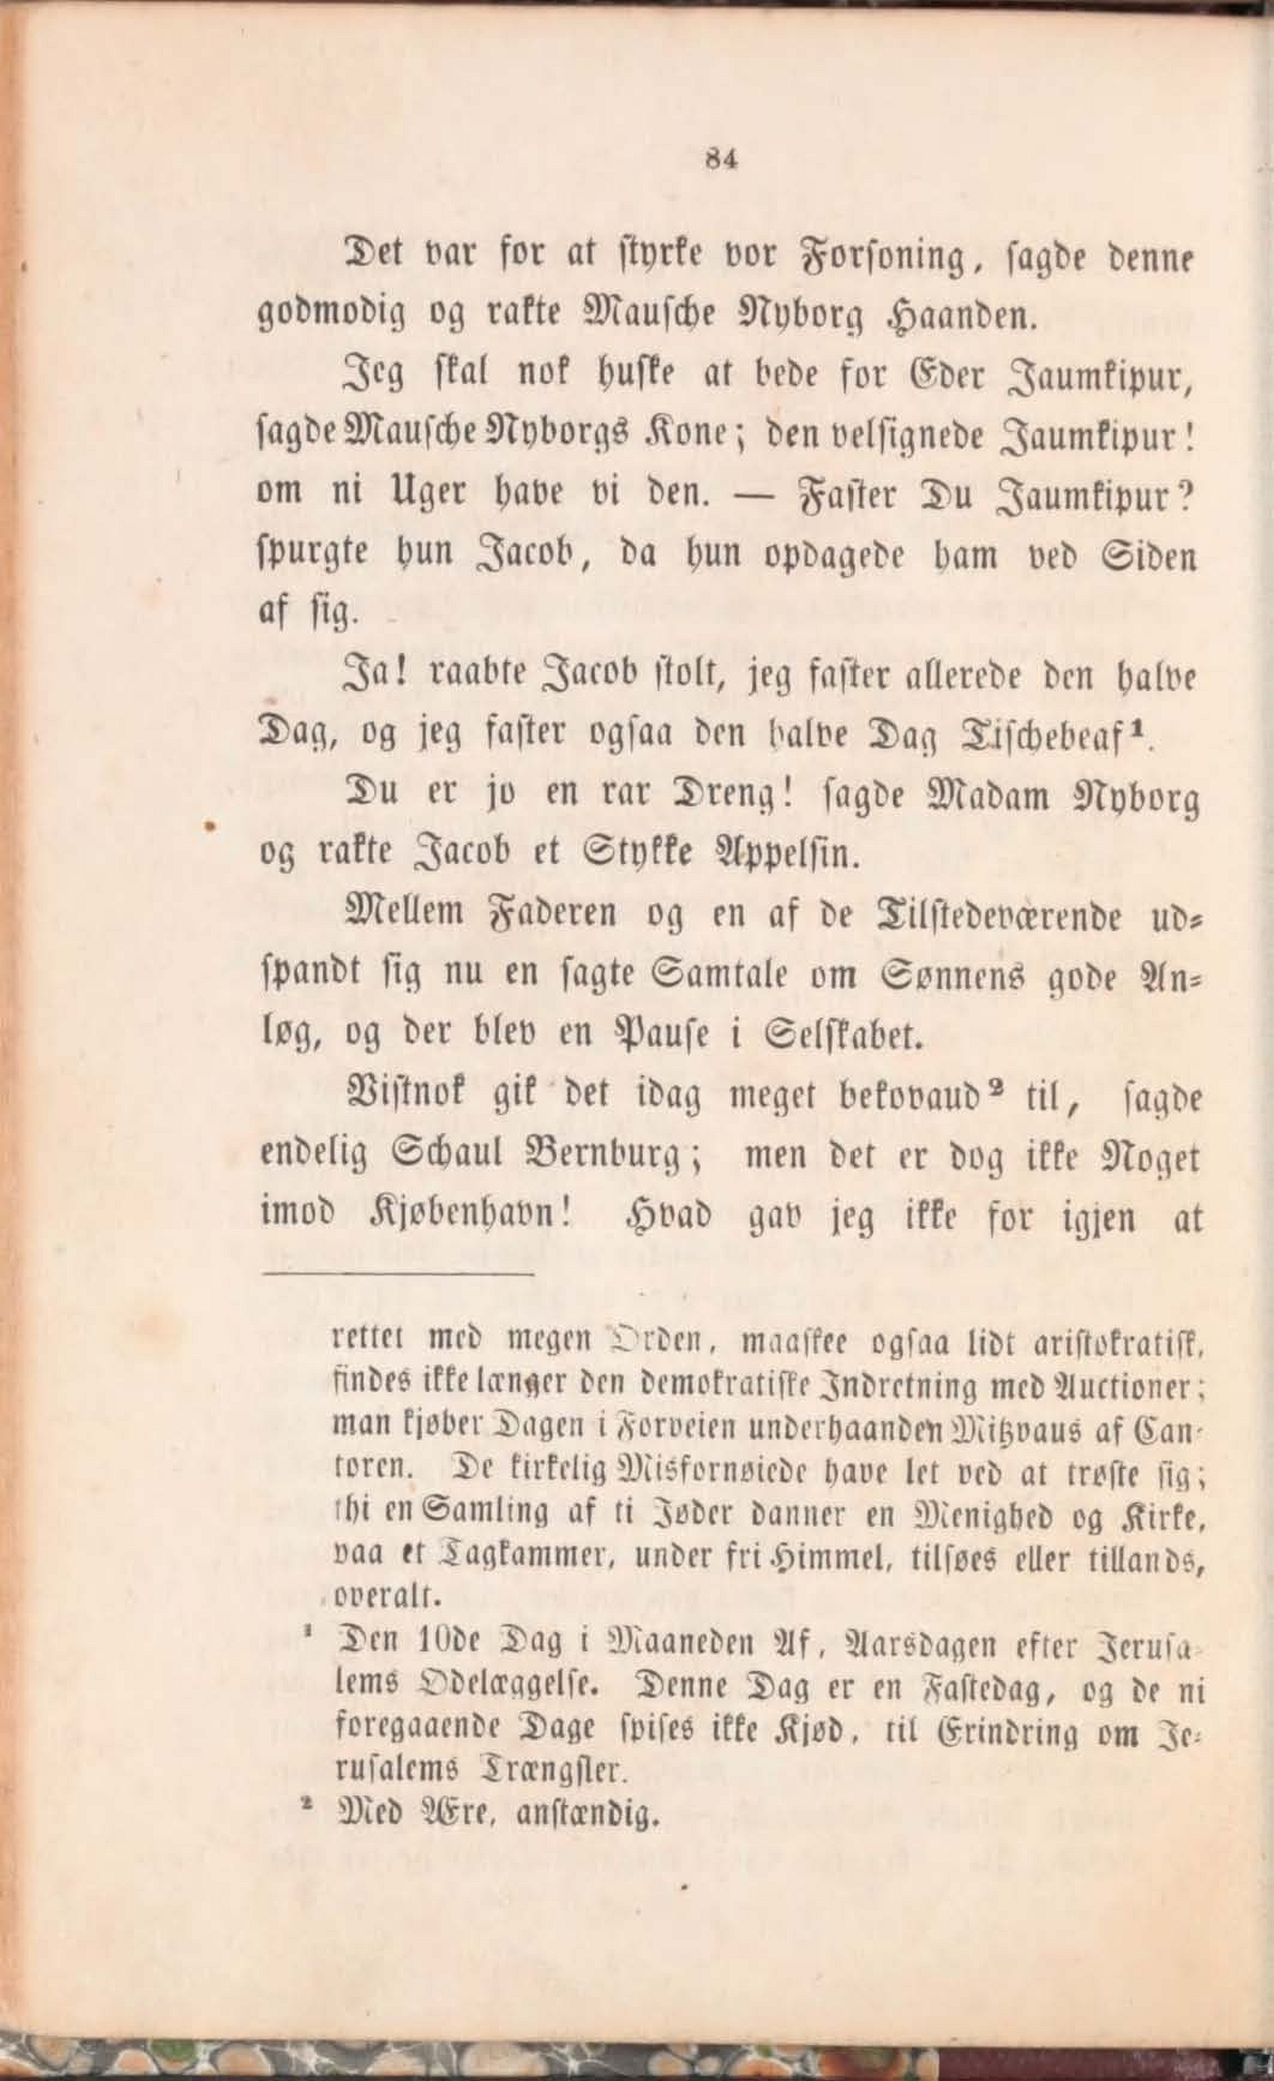 84
Det var for at styrke vor Forsoning, sagde denne
godmodig og rakte Mausche Nyborg Haanden.
Jeg skal nok huske at bede for Eder Jaumkipur,
sagde Mausche Nyborgs Kone; den velsignede Jaumkipur!
om ni Uger have vi den. — Faster Du Jaumkipur?
spurgte hun Jacob, da hun opdagede ham ved Siden
af sig.
Ja! raabte Jacob stolt, jeg faster allerede den halve
Dag, og jeg faster ogsaa den halve Dag Tischebeaf¹.
Du er jo en rar Dreng! sagde Madam Nyborg
og rakte Jacob et Stykke Appelsin.
Mellem Faderen og en af de Tilstedeværende ud-
spandt sig nu en sagte Samtale om Sønnens gode An-
løg, og der blev en Pause i Selskabet.
Vistnok gik det idag meget bekovaud² til, sagde
endelig Schaul Bernburg; men det er dog ikke Noget
imod Kjøbenhavn! Hvad gav jeg ikke for igjen at
rettet med megen Orden, maaskee ogsaa lidt aristokratisk,
findes ikke længer den demokratiske Indretning med Auctioner;
man kjøber Dagen i Forveien underhaanden Mitzvaus af Can-
toren. De kirkelig Misfornøiede have let ved at trøste sig;
thi en Samling af ti Jøder danner en Menighed og Kirke,
paa et Tagkammer, under fri Himmel, tilsøes eller tillands,
overalt.
¹ Den 10de Dag i Maaneden Af, Aarsdagen efter Jerusa-
lems Ødelæggelse. Denne Dag er en Fastedag, og de ni
foregaaende Dage spises ikke Kjød, til Erindring om Je-
rusalems Trængsler.
² Med Ære, anstændig.